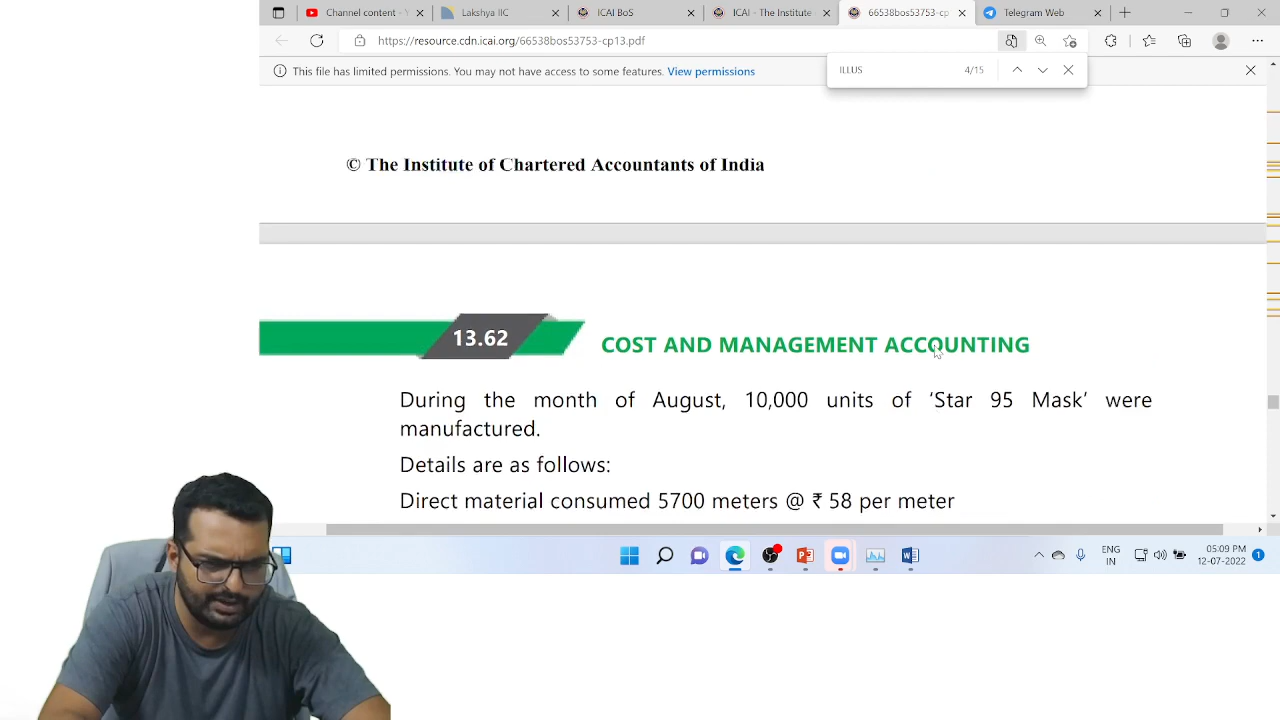 Channel content - Y
Lakshya IIC
ICAI BoS
ICAI - The Institute
66538bos53753-cp
Telegram Web
https://resource.cdn.icai.org/66538bos53753-cp13.pdf
This file has limited permissions. You may not have access to some features. View permissions
ILLUS 4/15
© The Institute of Chartered Accountants of India
13.62 COST AND MANAGEMENT ACCOUNTING
During the month of August, 10,000 units of ‘Star 95 Mask’ were
manufactured.
Details are as follows:
Direct material consumed 5700 meters @ ₹ 58 per meter
ENG
IN
05:09 PM
12-07-2022
1